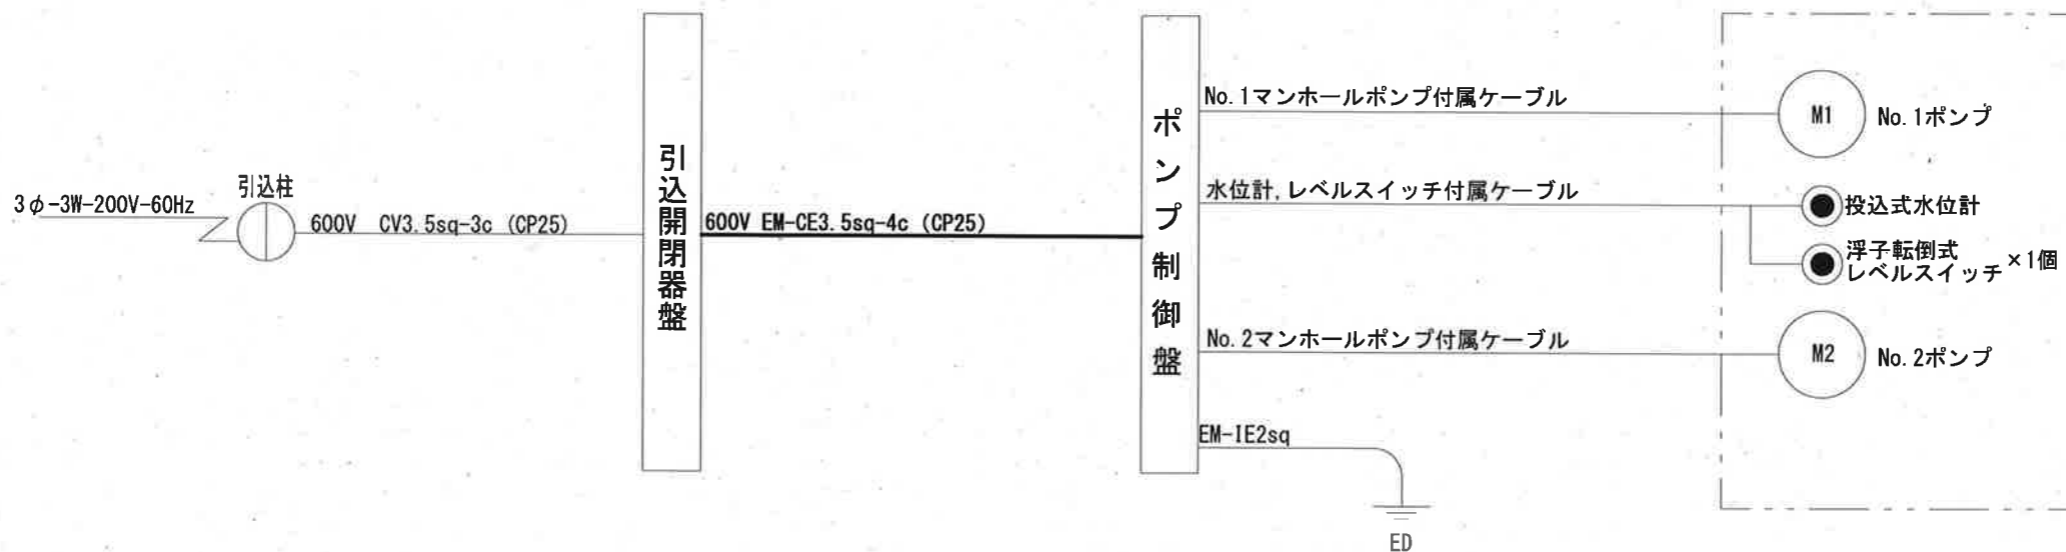 3φ-3W-200V-60Hz
引込柱
600V CV3.5sq-3c (CP25)
引込開閉器盤
600V EM-CE3.5sq-4c (CP25)
ポンプ制御盤
No.1マンホールポンプ付属ケーブル
M1
No.1ポンプ
水位計,レベルスイッチ付属ケーブル
投込式水位計
浮子転倒式
レベルスイッチ ×1個
No.2マンホールポンプ付属ケーブル
M2
No.2ポンプ
EM-IE2sq
ED